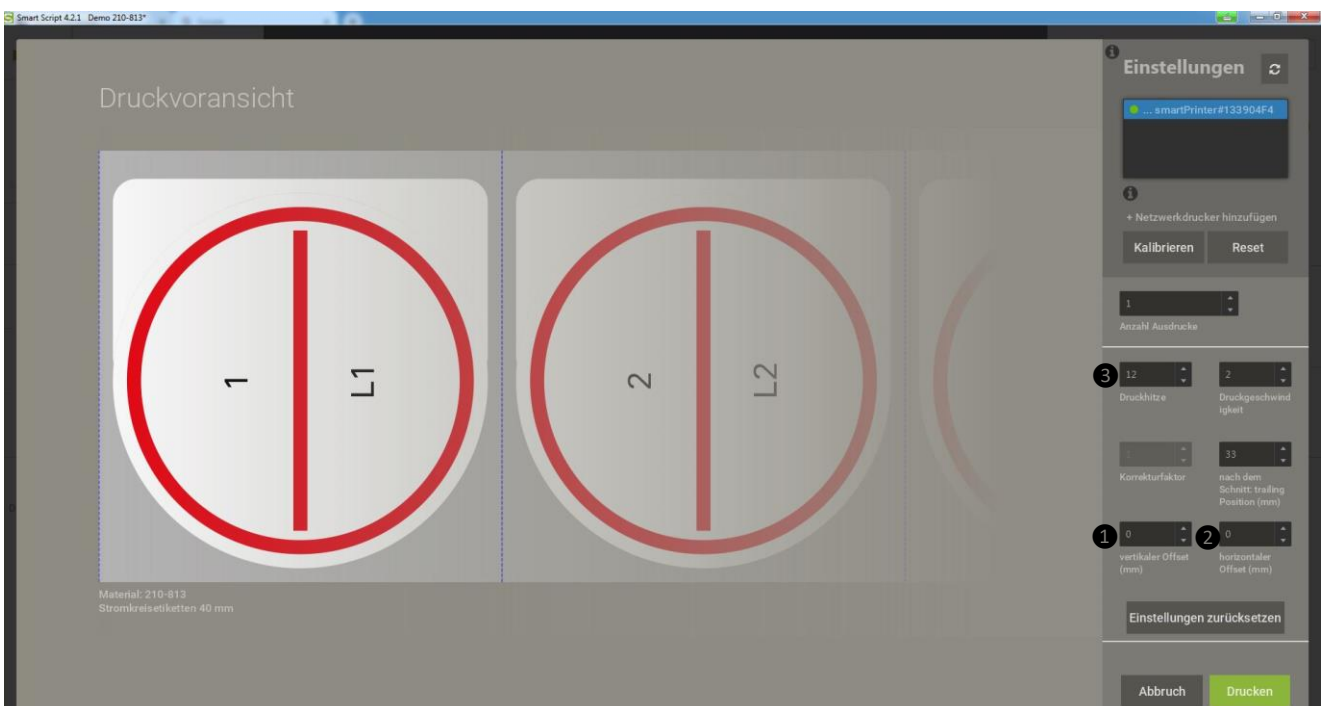 Smart Script 4.2.1 Demo 210-813*
Einstellungen
Druckvoransicht
... smartPrinter#133904F4
+ Netzwerkdrucker hinzufügen
Kalibrieren Reset
1
Anzahl Ausdrucke
3 12 2
Druckhitze Druckgeschwind
igkeit
1 L1 2 L2
1 33
Korrekturfaktor nach dem
Schnitt: trailing
Position (mm)
1 0 2 0
vertikaler Offset horizontaler
(mm) Offset (mm)
Material: 210-813
Stromkreisetiketten 40 mm
Einstellungen zurücksetzen
Abbruch Drucken